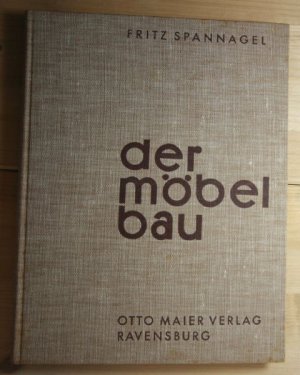 FRITZ SPANNAGEL
der
möbel
bau
OTTO MAIER VERLAG
RAVENSBURG